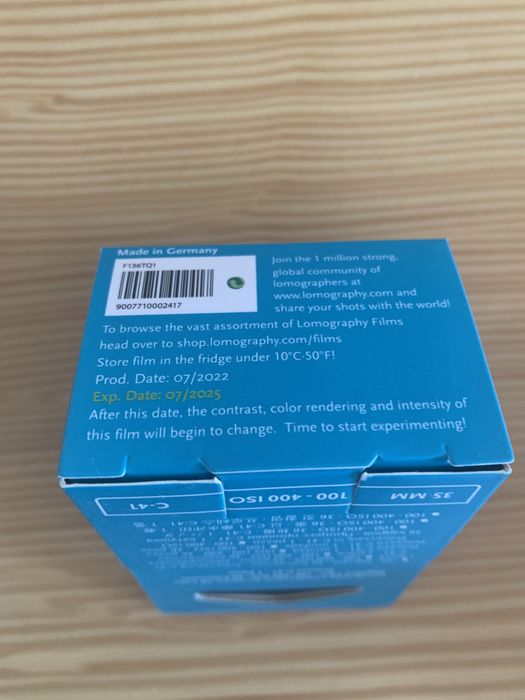 Made in Germany
F136TQ1
9007710002417
Join the 1 million strong,
global community of
lomographers at
www.lomography.com and
share your shots with the world!
To browse the vast assortment of Lomography Films
head over to shop.lomography.com/films
Store film in the fridge under 10°C-50°F!
Prod. Date: 07/2022
Exp. Date: 07/2025
After this date, the contrast, color rendering and intensity of
this film will begin to change. Time to start experimenting!
35 MM
100 - 400 ISO
C-41